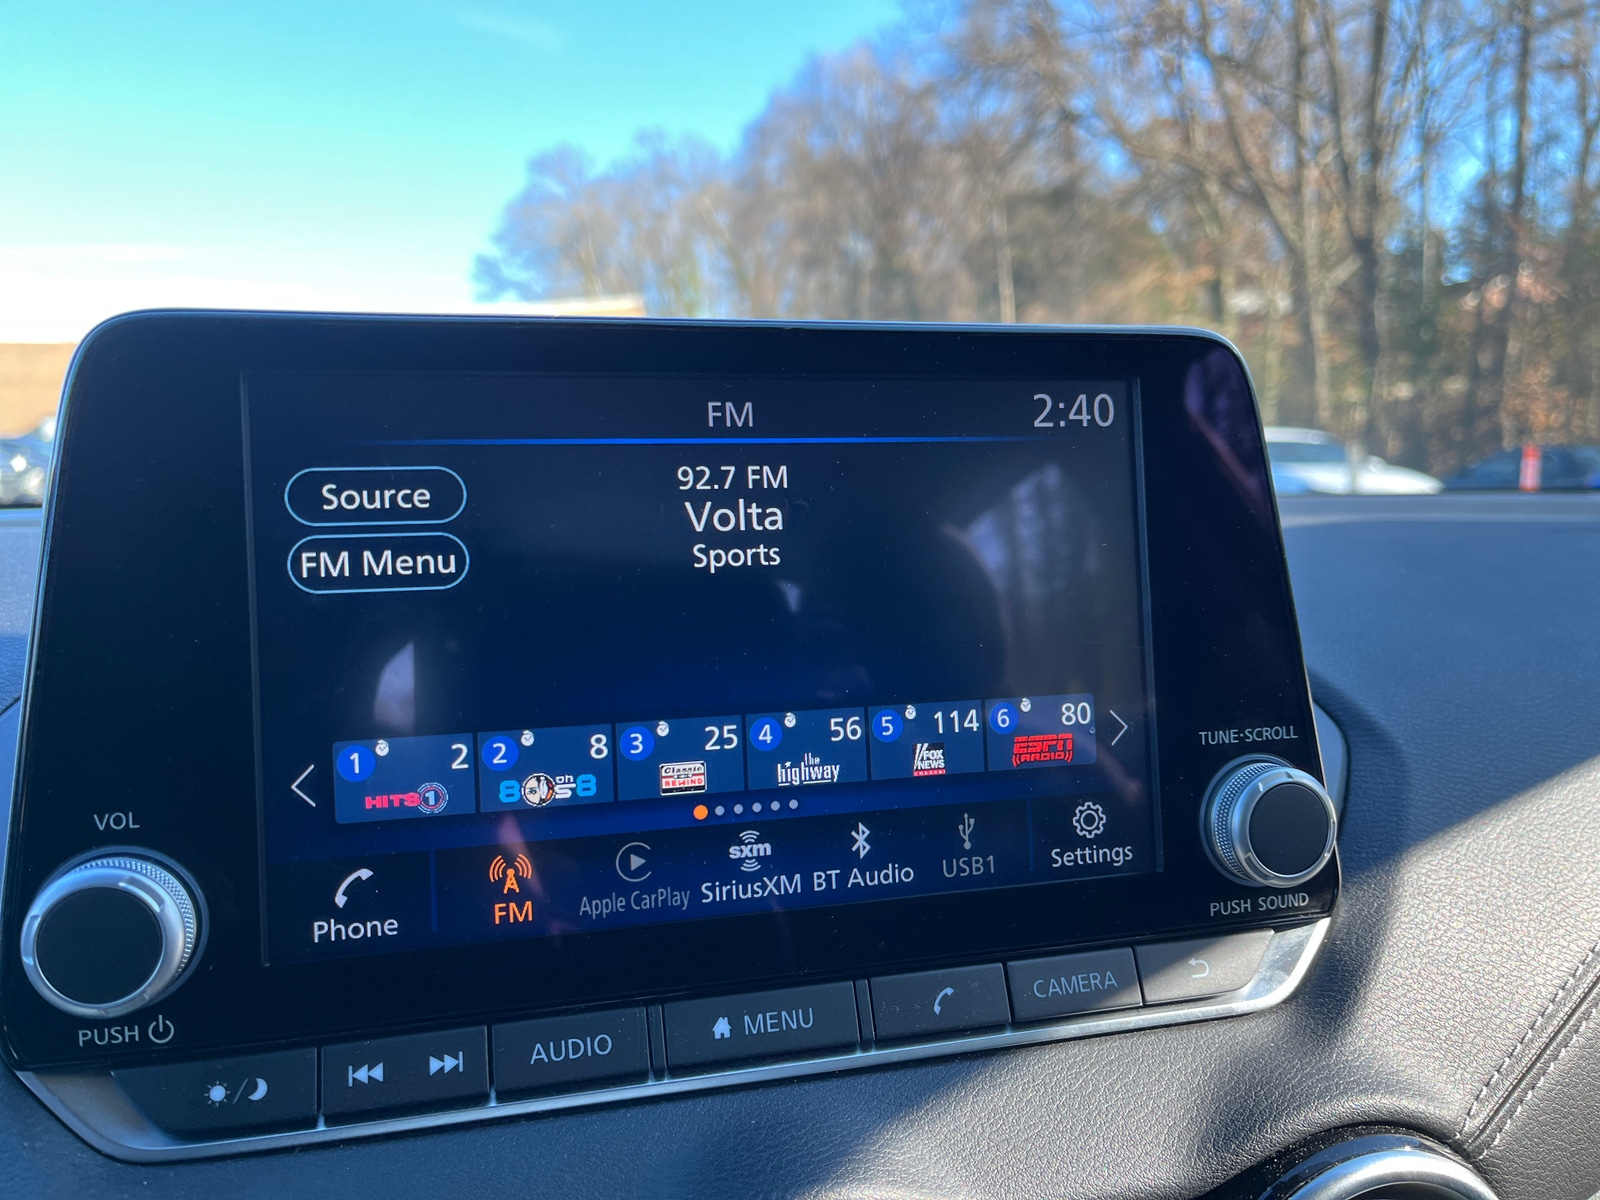 FM
2:40
Source
92.7 FM
Volta
FM Menu
Sports
1 2
HITS 1
2 8
80s on 8
3 25
Classic REWIND
4 56
the highway
5 114
FOX NEWS CHANNEL
6 80
ESPN RADIO
Phone
FM
Apple CarPlay
sxm
SiriusXM
BT Audio
USB1
Settings
VOL
PUSH
TUNE·SCROLL
PUSH SOUND
AUDIO
MENU
CAMERA